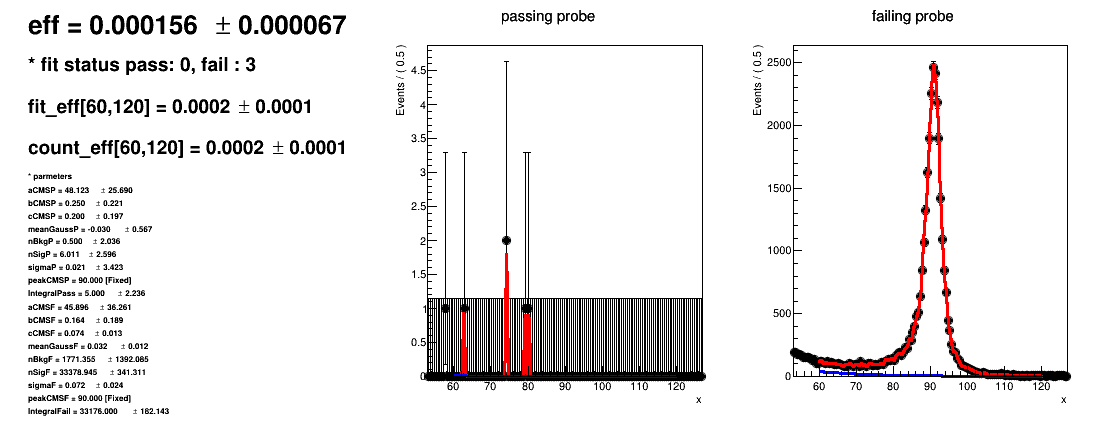 eff = 0.000156 ± 0.000067
* fit status pass: 0, fail : 3
fit_eff[60,120] = 0.0002 ± 0.0001
count_eff[60,120] = 0.0002 ± 0.0001
* parmeters
aCMSP = 48.123 ± 25.690
bCMSP = 0.250 ± 0.221
cCMSP = 0.200 ± 0.197
meanGaussP = -0.030 ± 0.567
nBkgP = 0.500 ± 2.036
nSigP = 6.011 ± 2.596
sigmaP = 0.021 ± 3.423
peakCMSP = 90.000 [Fixed]
IntegralPass = 5.000 ± 2.236
aCMSF = 45.896 ± 36.261
bCMSF = 0.164 ± 0.189
cCMSF = 0.074 ± 0.013
meanGaussF = 0.032 ± 0.012
nBkgF = 1771.355 ± 1392.085
nSigF = 33378.945 ± 341.311
sigmaF = 0.072 ± 0.024
peakCMSF = 90.000 [Fixed]
IntegralFail = 33176.000 ± 182.143
passing probe
Events / ( 0.5 )
4.5
4
3.5
3
2.5
2
1.5
1
0.5
0
60 70 80 90 100 110 120
x
failing probe
Events / ( 0.5 )
2500
2000
1500
1000
500
0
60 70 80 90 100 110 120
x